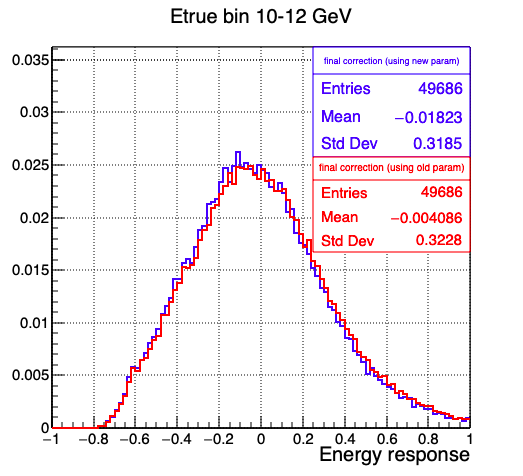 Etrue bin 10-12 GeV
final correction (using new param)
Entries 49686
Mean −0.01823
Std Dev 0.3185
final correction (using old param)
Entries 49686
Mean −0.004086
Std Dev 0.3228
0.035
0.03
0.025
0.02
0.015
0.01
0.005
0
−1 −0.8 −0.6 −0.4 −0.2 0 0.2 0.4 0.6 0.8 1
Energy response